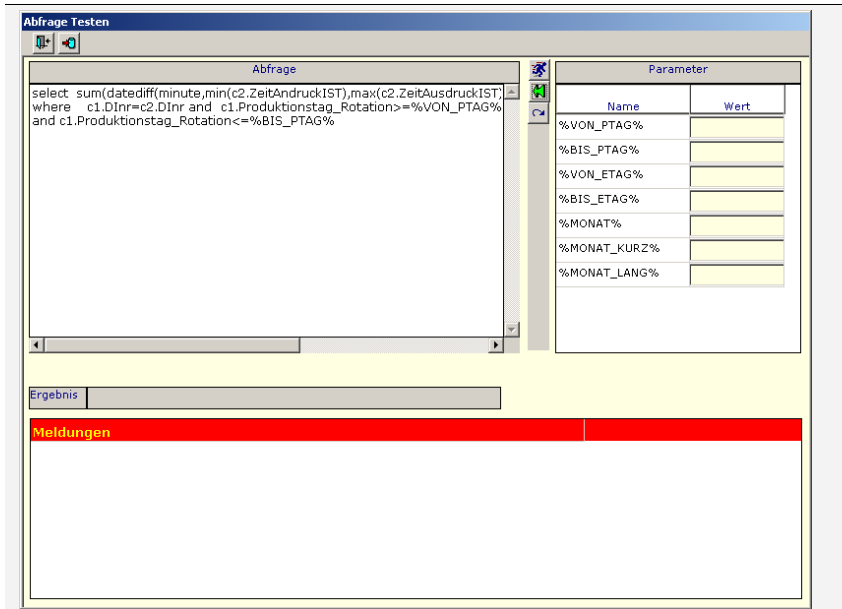 Abfrage Testen
Abfrage
select sum(datediff(minute,min(c2.ZeitAndruckIST),max(c2.ZeitAusdruckIST)
where c1.DInr=c2.DInr and c1.Produktionstag_Rotation>=%VON_PTAG%
and c1.Produktionstag_Rotation<=%BIS_PTAG%
Parameter
Name Wert
%VON_PTAG%
%BIS_PTAG%
%VON_ETAG%
%BIS_ETAG%
%MONAT%
%MONAT_KURZ%
%MONAT_LANG%
Ergebnis
Meldungen